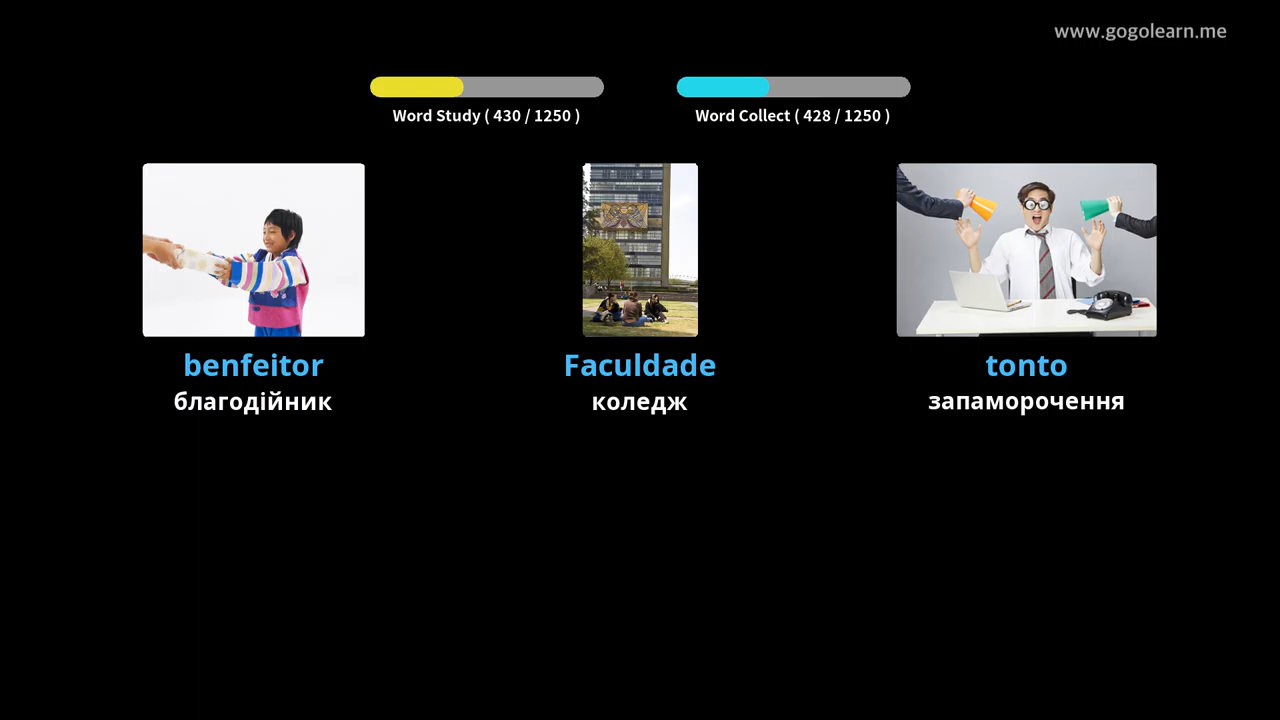 www.gogolearn.me
Word Study ( 430 / 1250 )
Word Collect ( 428 / 1250 )
benfeitor
благодійник
Faculdade
коледж
tonto
запаморочення